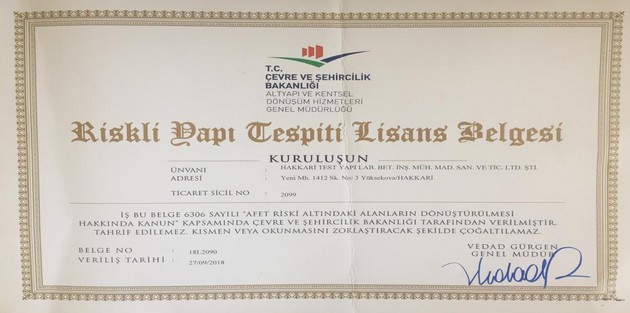 T.C.
ÇEVRE VE ŞEHİRCİLİK
BAKANLIĞI
ALTYAPI VE KENTSEL
DÖNÜŞÜM HİZMETLERİ
GENEL MÜDÜRLÜĞÜ
Riskli Yapı Tespiti Lisans Belgesi
KURULUŞUN
ÜNVANI : HAKKARİ TEST YAPI LAB. BET. İNŞ. MÜH. MAD. SAN. VE TİC. LTD. ŞTİ.
ADRESİ : Yeni Mh. 1412 Sk. No: 3 Yüksekova/HAKKARİ
TİCARET SİCİL NO : 2099
İŞ BU BELGE 6306 SAYILI "AFET RİSKİ ALTINDAKİ ALANLARIN DÖNÜŞTÜRÜLMESİ
HAKKINDA KANUN" KAPSAMINDA ÇEVRE VE ŞEHİRCİLİK BAKANLIĞI TARAFINDAN VERİLMİŞTİR.
TAHRİF EDİLEMEZ. KISMEN VEYA OKUNMASINI ZORLAŞTIRACAK ŞEKİLDE ÇOĞALTILAMAZ.
BELGE NO : 18L2090
VERİLİŞ TARİHİ : 27/09/2018
VEDAD GÜRGEN
GENEL MÜDÜR